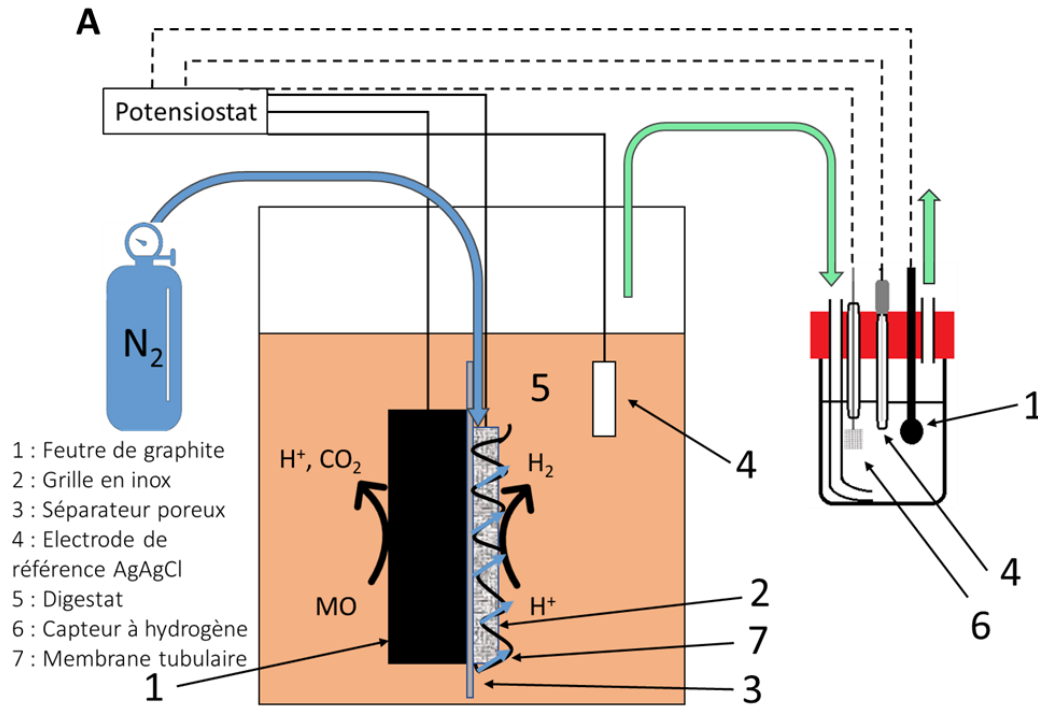 A
Potensiostat
N2
1 : Feutre de graphite
2 : Grille en inox
3 : Séparateur poreux
4 : Electrode de
référence AgAgCl
5 : Digestat
6 : Capteur à hydrogène
7 : Membrane tubulaire
5
4
H+, CO2
H2
MO
H+
2
7
1
3
1
4
6